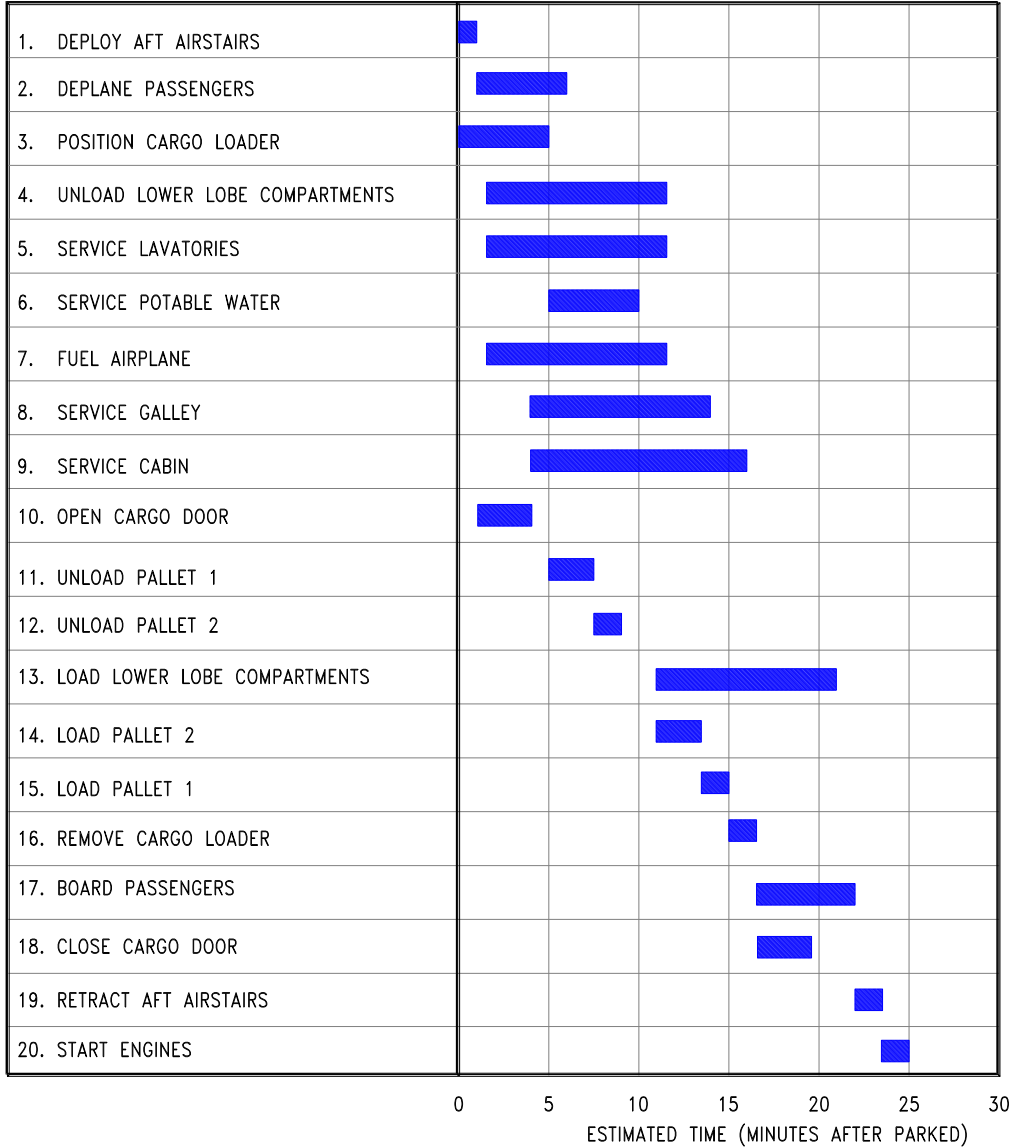 1. DEPLOY AFT AIRSTAIRS
2. DEPLANE PASSENGERS
3. POSITION CARGO LOADER
4. UNLOAD LOWER LOBE COMPARTMENTS
5. SERVICE LAVATORIES
6. SERVICE POTABLE WATER
7. FUEL AIRPLANE
8. SERVICE GALLEY
9. SERVICE CABIN
10. OPEN CARGO DOOR
11. UNLOAD PALLET 1
12. UNLOAD PALLET 2
13. LOAD LOWER LOBE COMPARTMENTS
14. LOAD PALLET 2
15. LOAD PALLET 1
16. REMOVE CARGO LOADER
17. BOARD PASSENGERS
18. CLOSE CARGO DOOR
19. RETRACT AFT AIRSTAIRS
20. START ENGINES
0 5 10 15 20 25 30
ESTIMATED TIME (MINUTES AFTER PARKED)